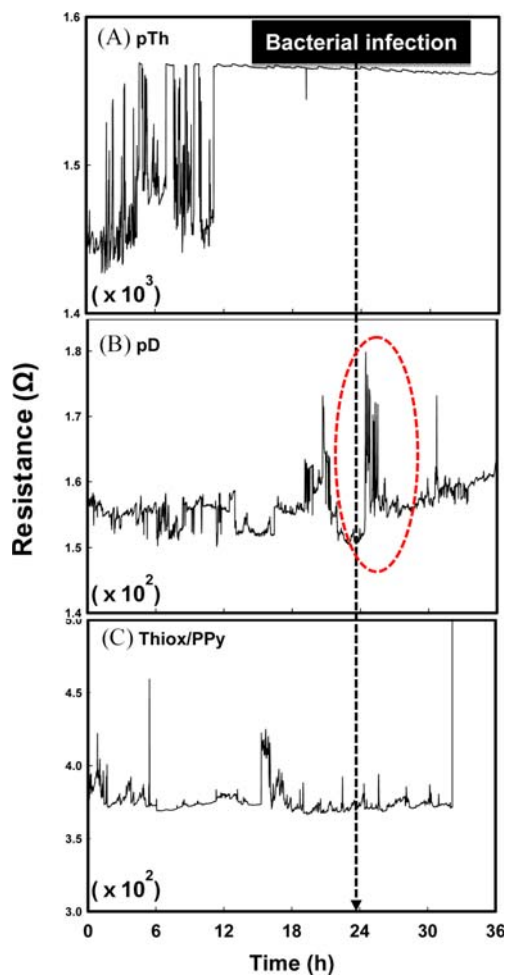 1.6
(A) pTh
Bacterial infection
1.5
(×10³)
1.4
Resistance (Ω)
(B) pD
1.8
1.7
1.6
1.5
(×10²)
1.4
5.0
(C) Thiox/PPy
4.5
4.0
3.5
(×10²)
3.0
0 6 12 18 24 30 36
Time (h)